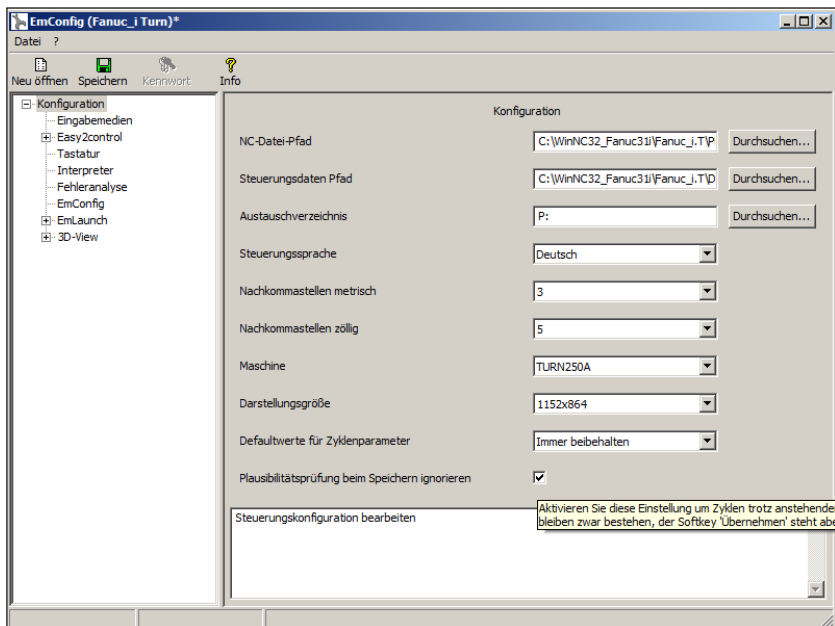 EmConfig (Fanuc_i Turn)*
Datei ?
Neu öffnen Speichern Kennwort Info
Konfiguration
Eingabemedien
Easy2control
Tastatur
Interpreter
Fehleranalyse
EmConfig
EmLaunch
3D-View
Konfiguration
NC-Datei-Pfad C:\WinNC32_Fanuc31i\Fanuc_i.T\P Durchsuchen...
Steuerungsdaten Pfad C:\WinNC32_Fanuc31i\Fanuc_i.T\D Durchsuchen...
Austauschverzeichnis P: Durchsuchen...
Steuerungssprache Deutsch
Nachkommastellen metrisch 3
Nachkommastellen zöllig 5
Maschine TURN250A
Darstellungsgröße 1152x864
Defaultwerte für Zyklenparameter Immer beibehalten
Plausibilitätsprüfung beim Speichern ignorieren
Aktivieren Sie diese Einstellung um Zyklen trotz anstehende
bleiben zwar bestehen, der Softkey 'Übernehmen' steht abe
Steuerungskonfiguration bearbeiten